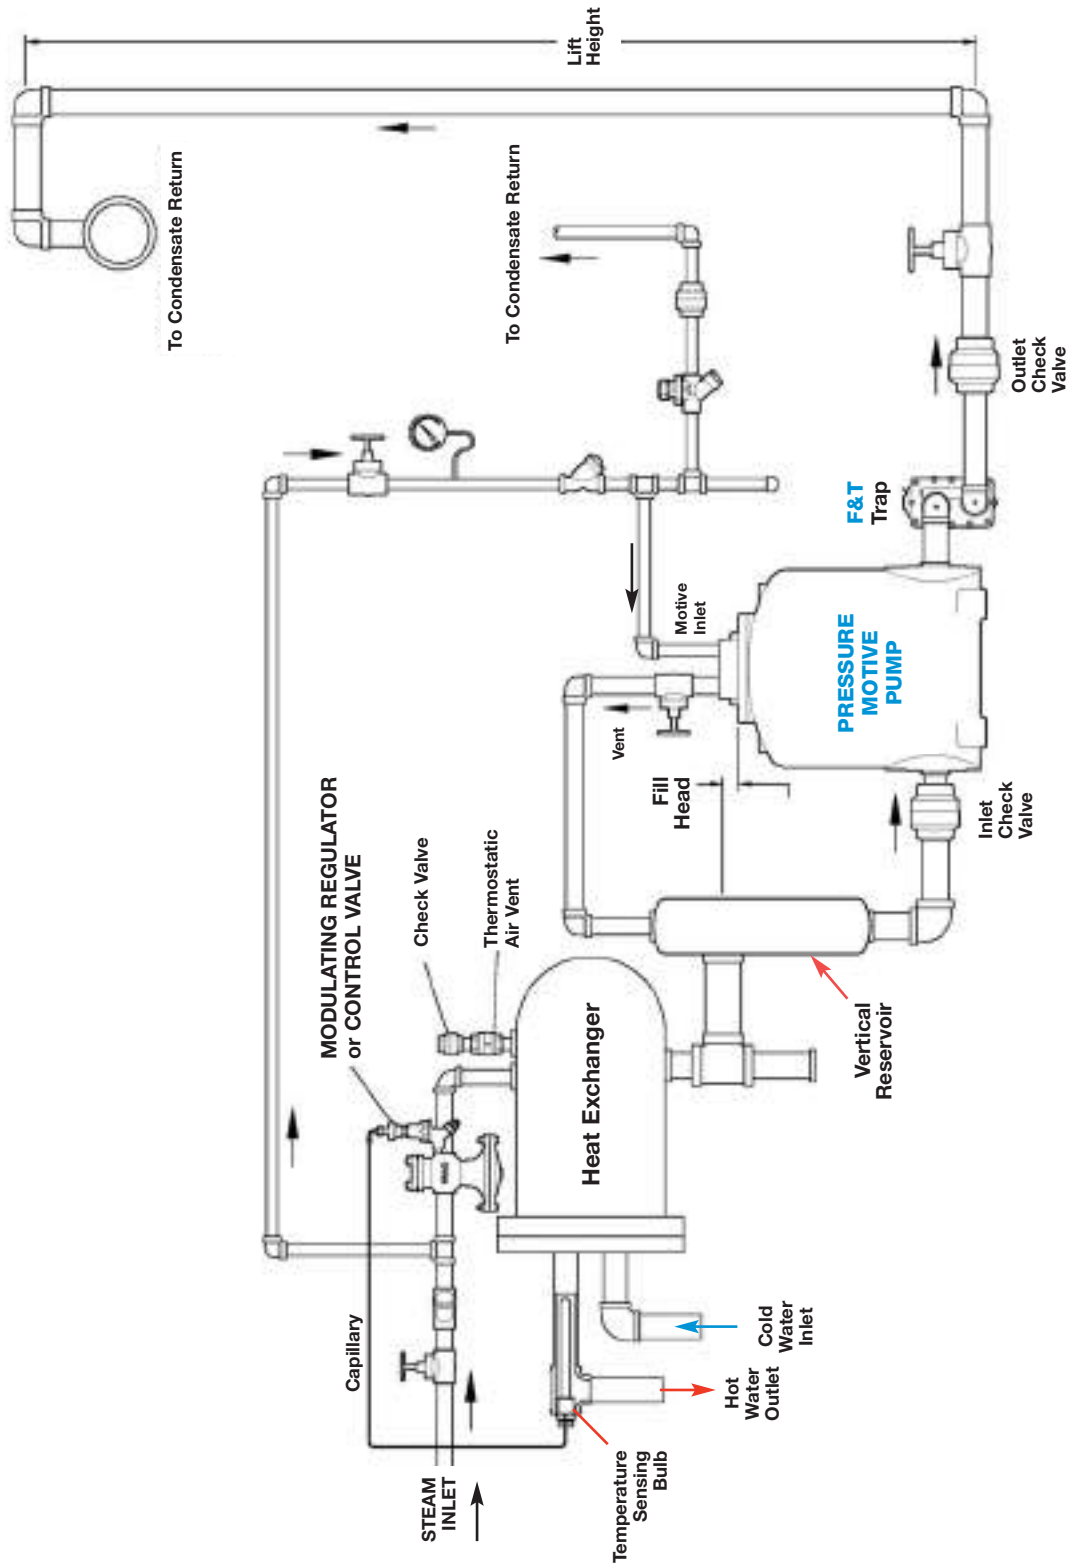 Lift
Height
To Condensate Return
To Condensate Return
Outlet
Check
Valve
F&T
Trap
Motive
Inlet
PRESSURE
MOTIVE
PUMP
Vent
Fill
Head
Inlet
Check
Valve
MODULATING REGULATOR
or CONTROL VALVE
Check Valve
Thermostatic
Air Vent
Heat Exchanger
Vertical
Reservoir
Capillary
Cold
Water
Inlet
Hot
Water
Outlet
STEAM
INLET
Temperature
Sensing
Bulb